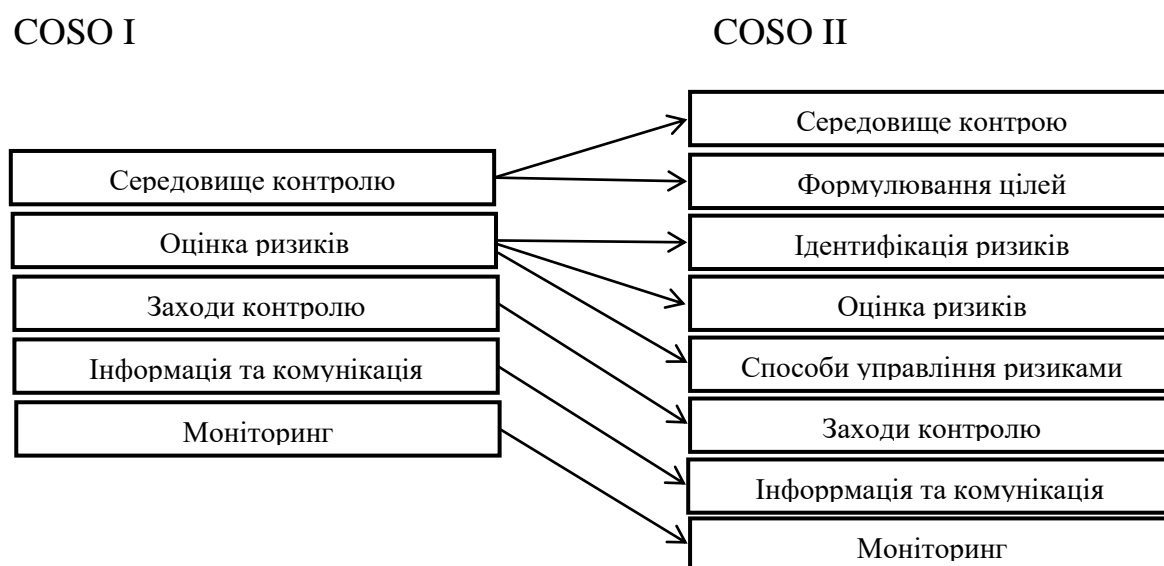 COSO I
COSO II
Середовище контролю
Оцінка ризиків
Заходи контролю
Інформація та комунікація
Моніторинг
Середовище контрою
Формулювання цілей
Ідентифікація ризиків
Оцінка ризиків
Способи управління ризиками
Заходи контролю
Інфоррмація та комунікація
Моніторинг